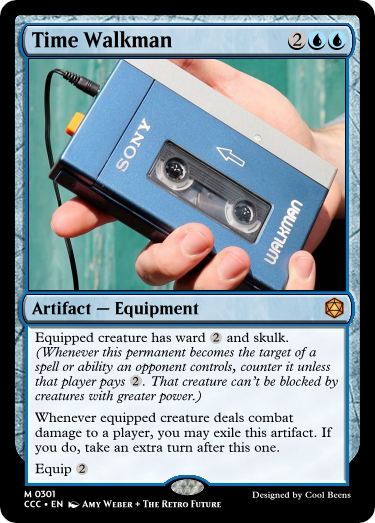 Time Walkman 2UU
SONY
WALKMAN
Artifact — Equipment
Equipped creature has ward 2 and skulk.
(Whenever this permanent becomes the target of a
spell or ability an opponent controls, counter it unless
that player pays 2. That creature can't be blocked by
creatures with greater power.)
Whenever equipped creature deals combat
damage to a player, you may exile this artifact. If
you do, take an extra turn after this one.
Equip 2
M 0301
CCC • EN Amy Weber + The Retro Future
Designed by Cool Beens